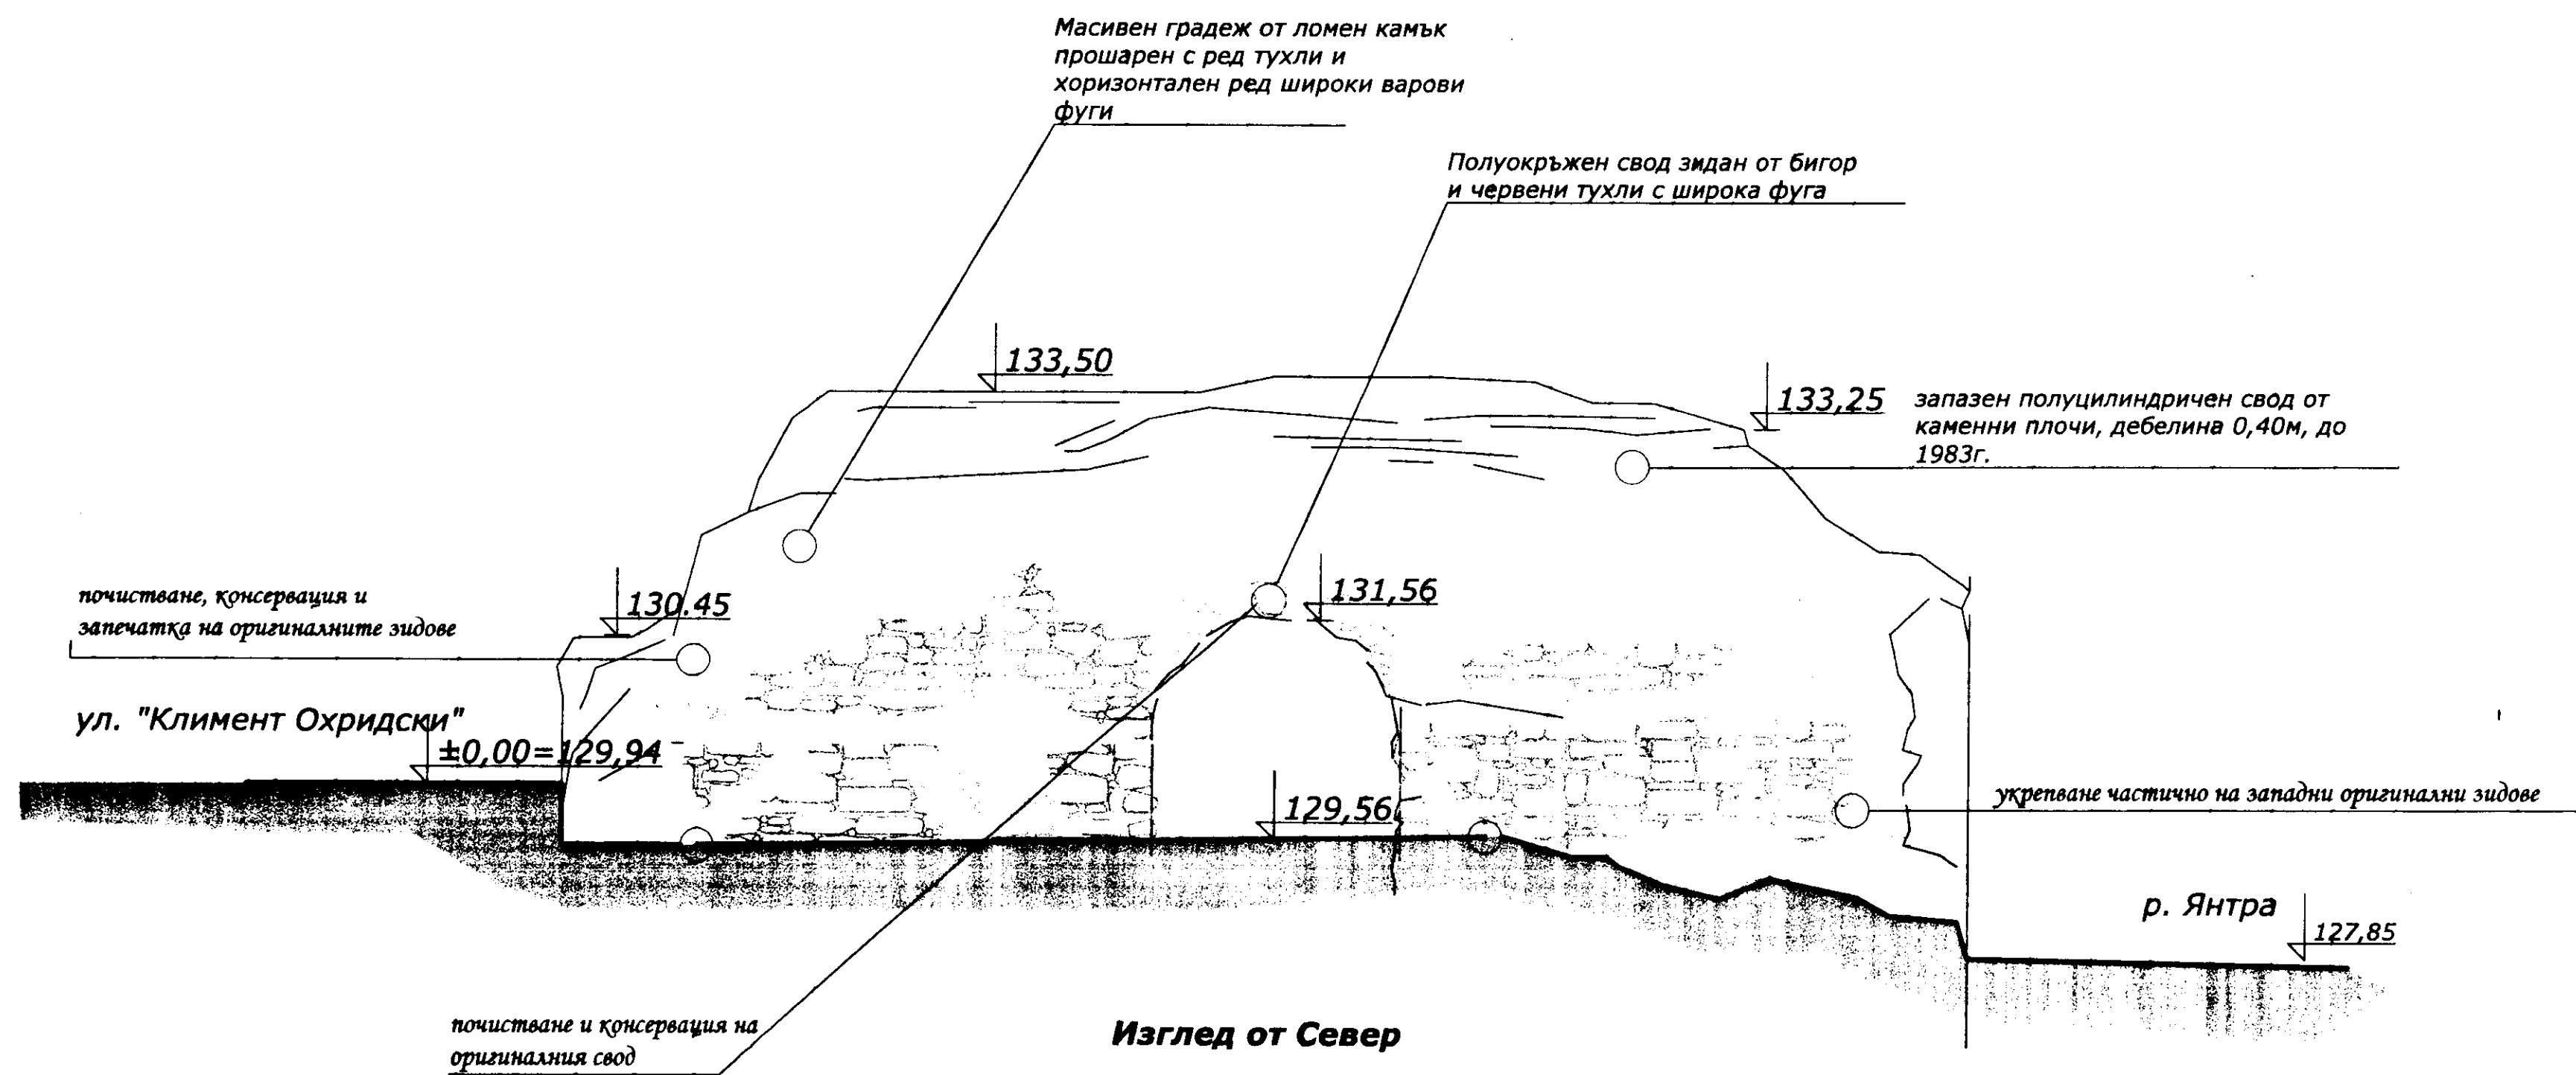 Масивен градеж от ломен камък
прошарен с ред тухли и
хоризонтален ред широки варови
фуги
Полуокръжен свод зидан от бигор
и червени тухли с широка фуга
133,50
133,25
запазен полуцилиндричен свод от
каменни плочи, дебелина 0,40м, до
1983г.
почистване, консервация и
запечатка на оригиналните зидове
130.45
131,56
ул. "Климент Охридски"
±0,00=129,94
129,56
укрепване частично на западни оригинални зидове
р. Янтра
127,85
почистване и консервация на
оригиналния свод
Изглед от Север